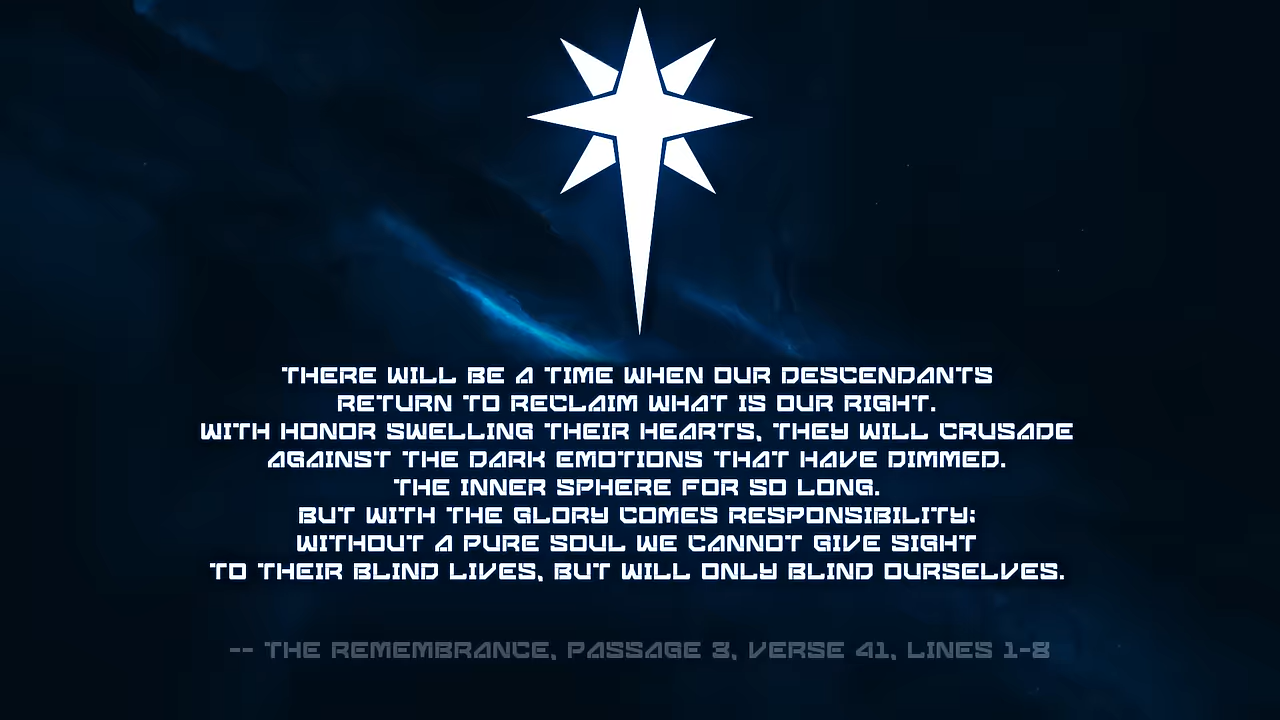 THERE WILL BE A TIME WHEN OUR DESCENDANTS
RETURN TO RECLAIM WHAT IS OUR RIGHT.
WITH HONOR SWELLING THEIR HEARTS, THEY WILL CRUSADE
AGAINST THE DARK EMOTIONS THAT HAVE DIMMED.
THE INNER SPHERE FOR SO LONG.
BUT WITH THE GLORY COMES RESPONSIBILITY:
WITHOUT A PURE SOUL WE CANNOT GIVE SIGHT
TO THEIR BLIND LIVES, BUT WILL ONLY BLIND OURSELVES.
-- THE REMEMBRANCE, PASSAGE 3, VERSE 41, LINES 1-8